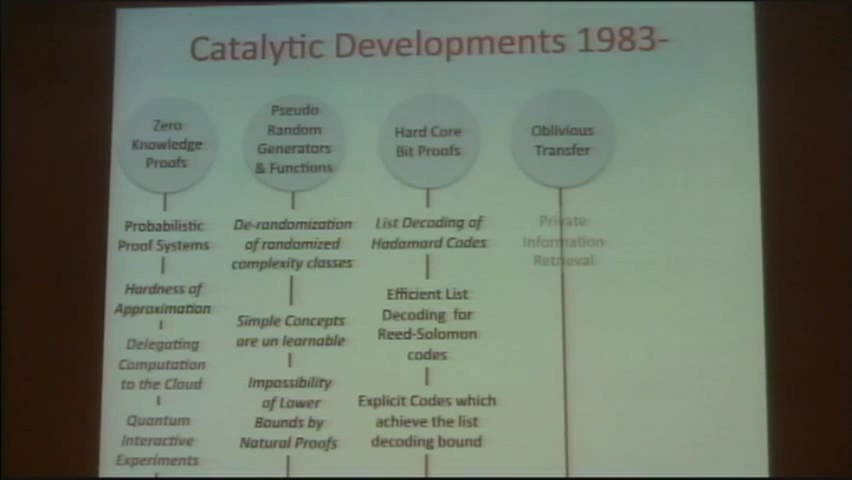 Catalytic Developments 1983-
Zero
Knowledge
Proofs
Probabilistic
Proof Systems
Hardness of
Approximation
Delegating
Computation
to the Cloud
Quantum
Interactive
Experiments
Pseudo
Random
Generators
& Functions
De-randomization
of randomized
complexity classes
Simple Concepts
are un learnable
Impossibility
of Lower
Bounds by
Natural Proofs
Hard Core
Bit Proofs
List Decoding of
Hadamard Codes
Efficient List
Decoding for
Reed-Solomon
codes
Explicit Codes which
achieve the list
decoding bound
Oblivious
Transfer
Private
Information
Retrieval